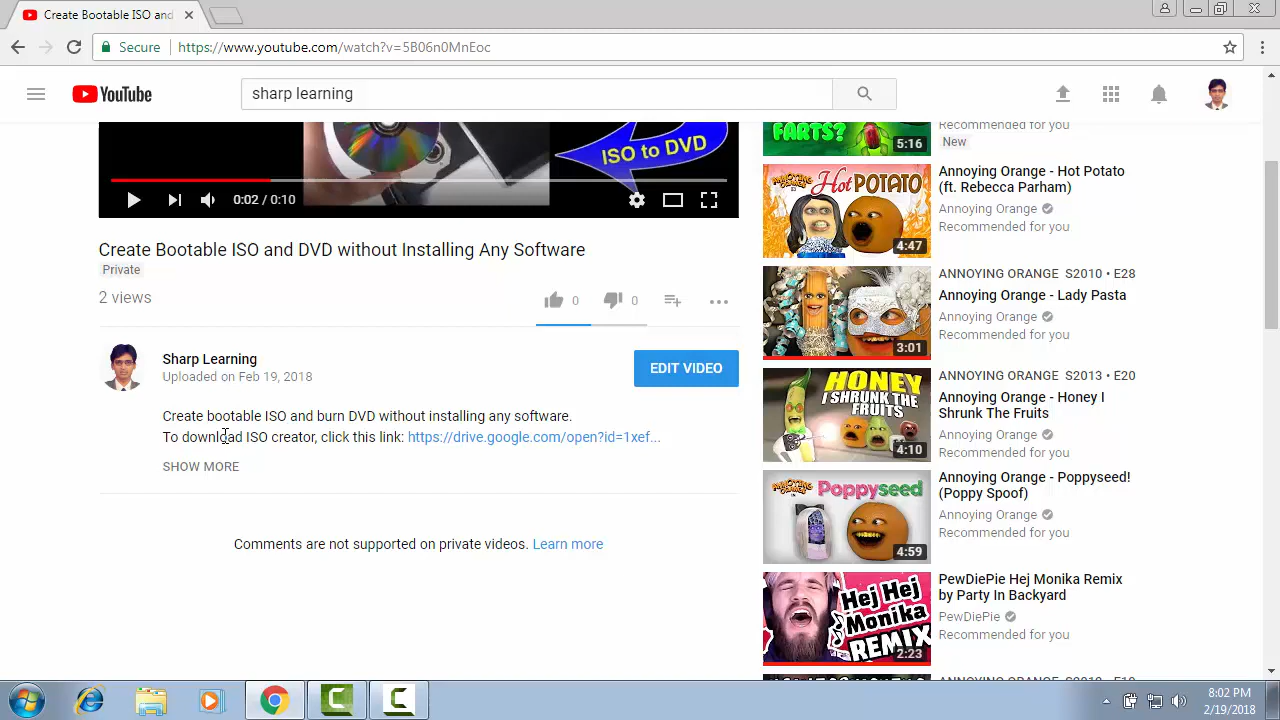 Create Bootable ISO and
Secure
https://www.youtube.com/watch?v=5B06n0MnEoc
YouTube
sharp learning
ISO to DVD
0:02 / 0:10
Create Bootable ISO and DVD without Installing Any Software
Private
2 views
0
0
Sharp Learning
Uploaded on Feb 19, 2018
EDIT VIDEO
Create bootable ISO and burn DVD without installing any software.
To download ISO creator, click this link: https://drive.google.com/open?id=1xef...
SHOW MORE
Comments are not supported on private videos. Learn more
FARTS?
5:16
Recommended for you
New
ANNOYING ORANGE
Hot POTATO
4:47
Annoying Orange - Hot Potato
(ft. Rebecca Parham)
Annoying Orange
Recommended for you
3:01
ANNOYING ORANGE S2010 • E28
Annoying Orange - Lady Pasta
Annoying Orange
Recommended for you
HONEY
I SHRUNK THE
FRUITS
4:10
ANNOYING ORANGE S2013 • E20
Annoying Orange - Honey I
Shrunk The Fruits
Annoying Orange
Recommended for you
ANNOYING ORANGE
Poppyseed
4:59
Annoying Orange - Poppyseed!
(Poppy Spoof)
Annoying Orange
Recommended for you
Hej Hej
Monika
REMIX
2:23
PewDiePie Hej Monika Remix
by Party In Backyard
PewDiePie
Recommended for you
8:02 PM
2/19/2018